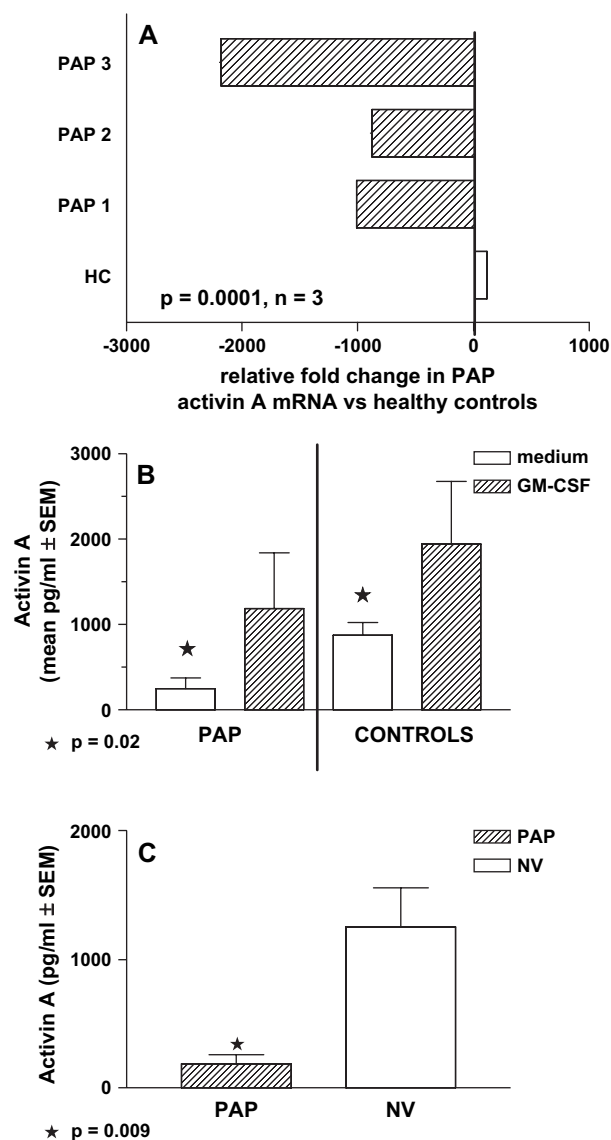 A
PAP 3
PAP 2
PAP 1
HC
p = 0.0001, n = 3
-3000 -2000 -1000 0 1000
relative fold change in PAP
activin A mRNA vs healthy controls
B
medium
GM-CSF
Activin A
(mean pg/ml ± SEM)
3000
2000
1000
0
PAP CONTROLS
★ p = 0.02
C
PAP
NV
Activin A (pg/ml ± SEM)
2000
1000
0
PAP NV
★ p = 0.009